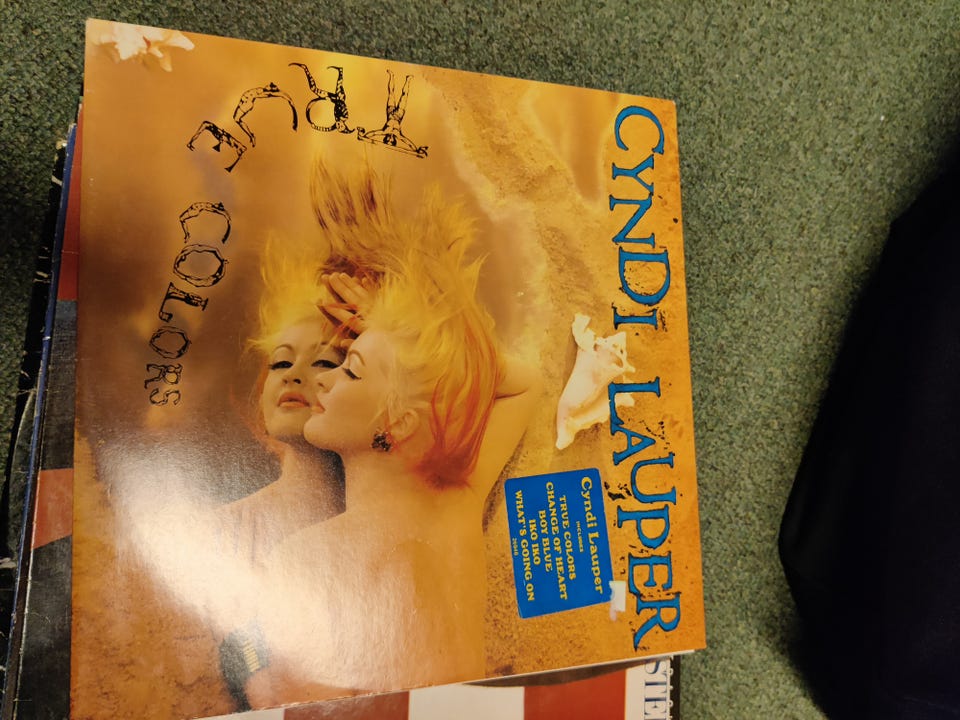 CYNDI LAUPER
TRUE
COLORS
Cyndi Lauper
INCLUDES
TRUE COLORS
CHANGE OF HEART
BOY BLUE
IKO IKO
WHAT'S GOING ON